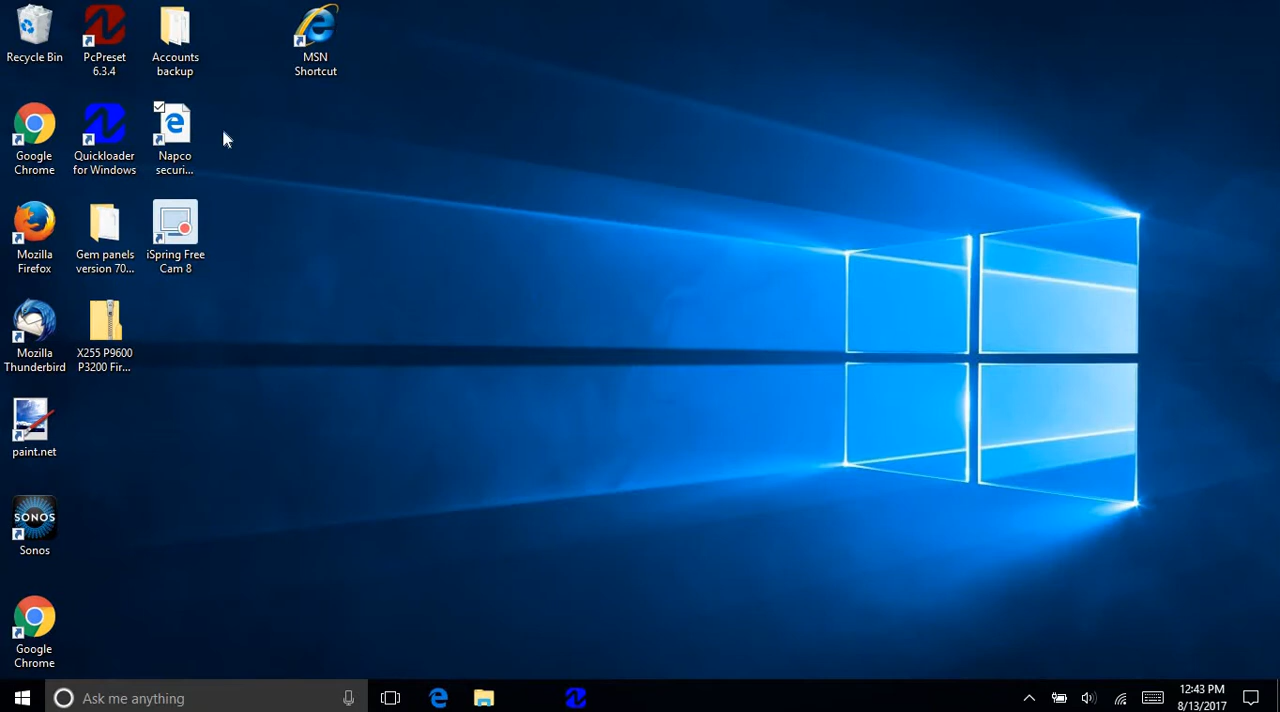 Recycle Bin
PcPreset
6.3.4
Accounts
backup
MSN
Shortcut
Google
Chrome
Quickloader
for Windows
Napco
securi...
Mozilla
Firefox
Gem panels
version 70...
iSpring Free
Cam 8
Mozilla
Thunderbird
X255 P9600
P3200 Fir...
paint.net
SONOS
Sonos
Google
Chrome
Ask me anything
12:43 PM
8/13/2017